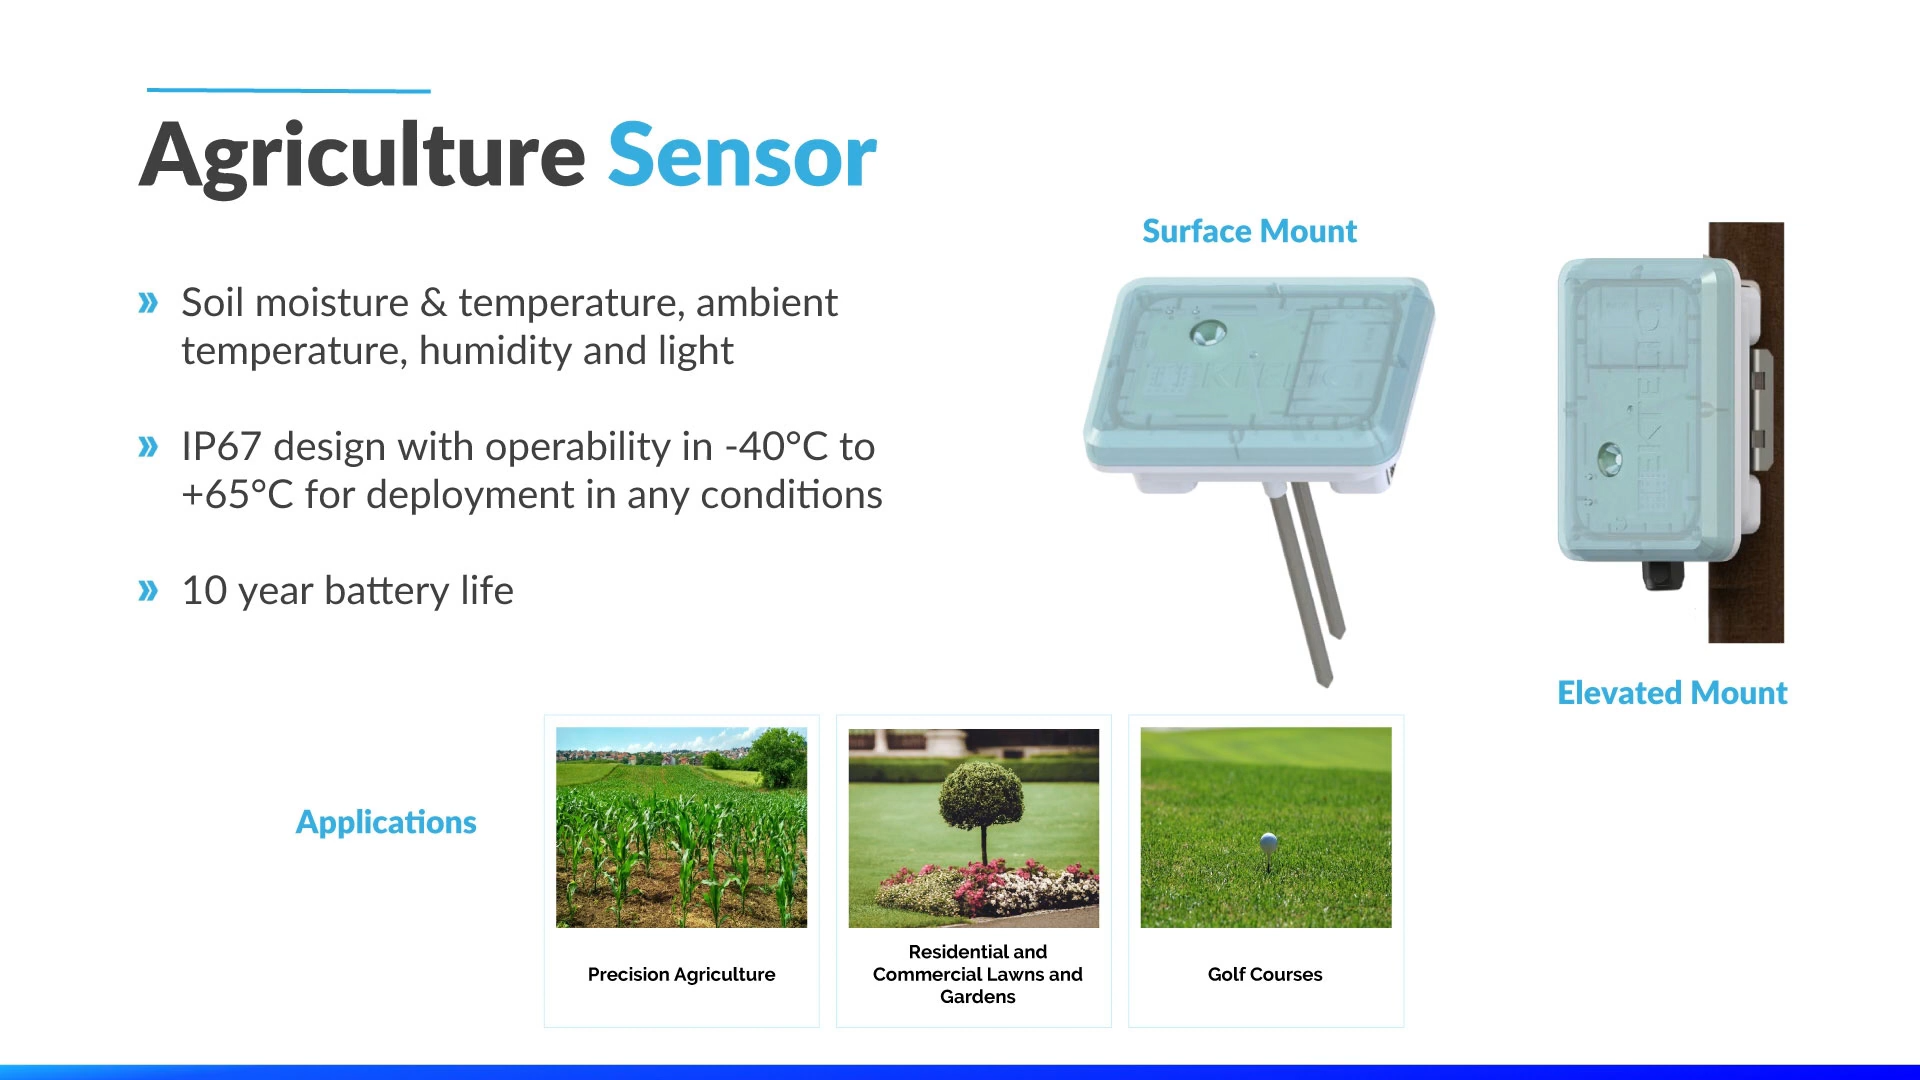 Agriculture Sensor
» Soil moisture & temperature, ambient
temperature, humidity and light
» IP67 design with operability in -40°C to
+65°C for deployment in any conditions
» 10 year battery life
Surface Mount
Elevated Mount
Applications
Precision Agriculture
Residential and
Commercial Lawns and
Gardens
Golf Courses